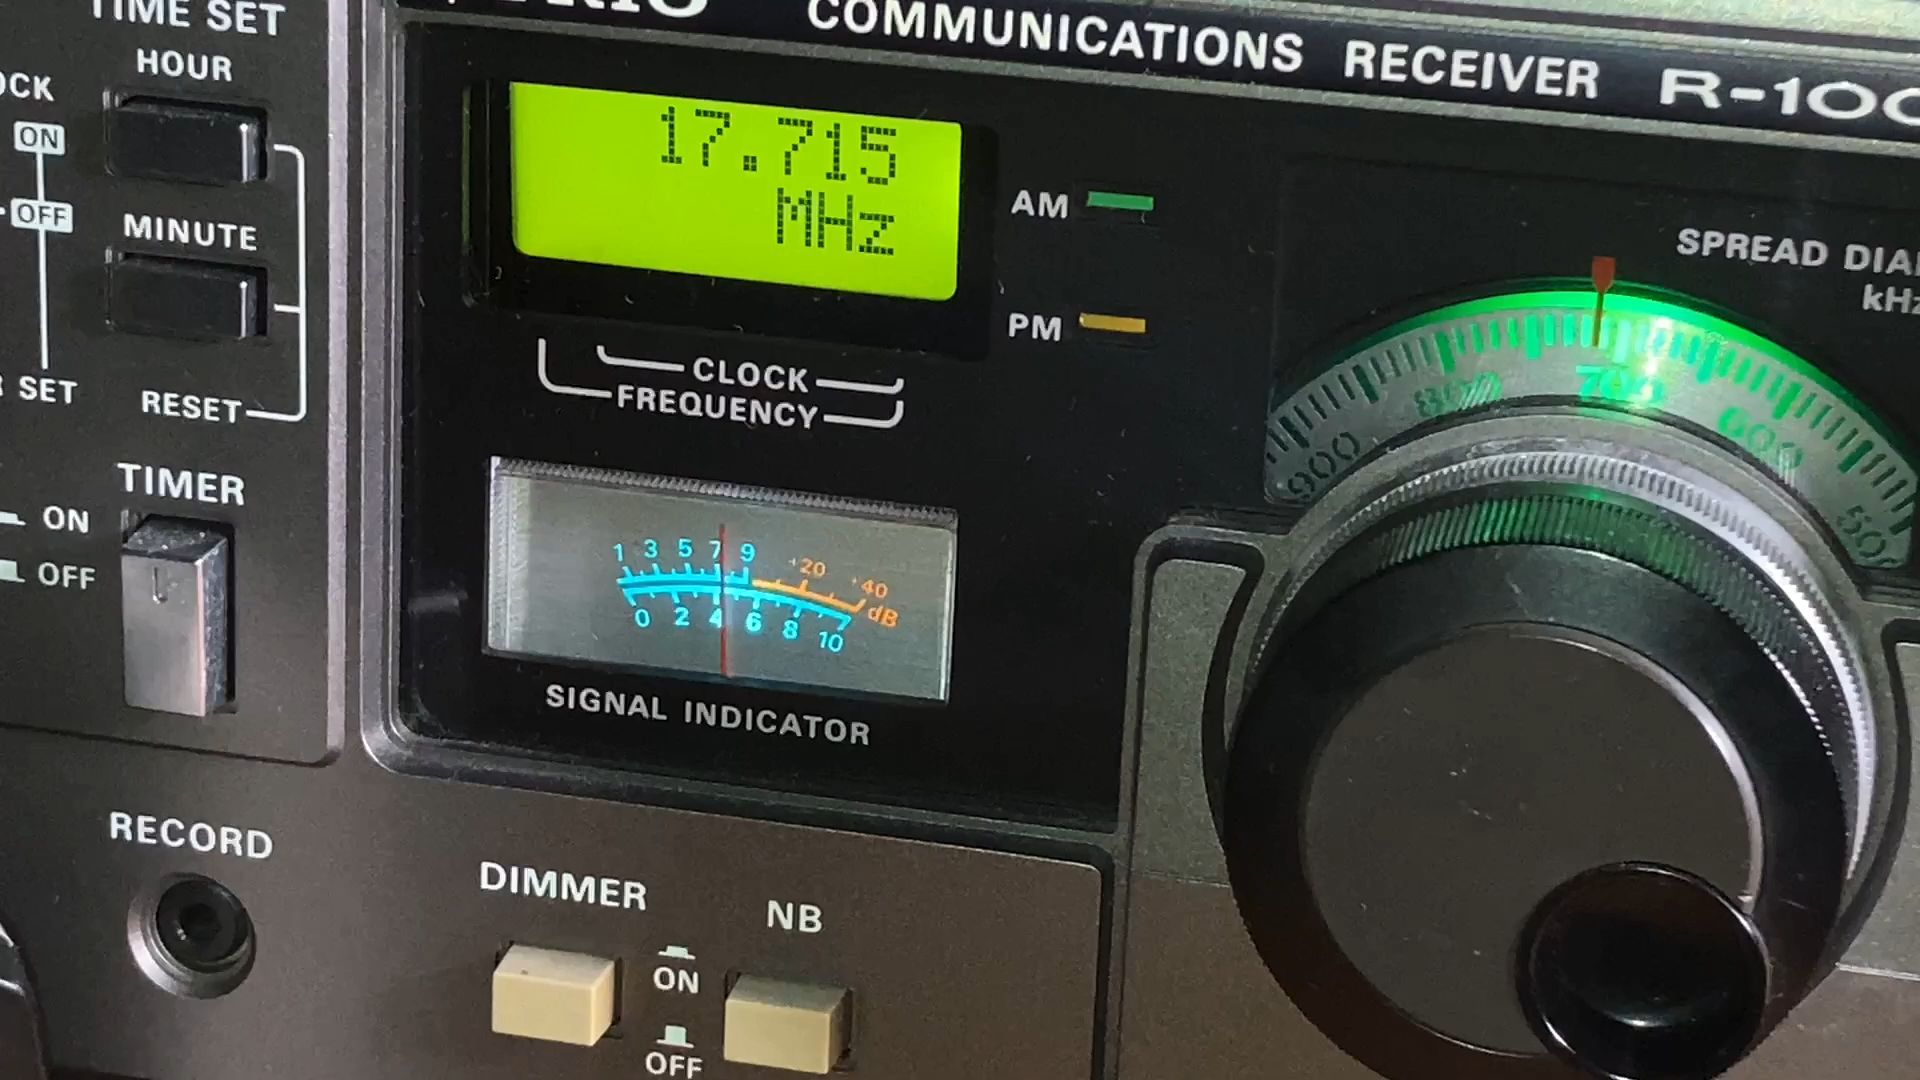 TIME SET
COMMUNICATIONS RECEIVER R-100
HOUR
OCK
ON
OFF
MINUTE
R SET
RESET
17.715
MHz
AM
PM
CLOCK
FREQUENCY
SPREAD DIA
kHz
900 800 700 600 500
TIMER
ON
OFF
1 3 5 7 9 +20 +40
dB
0 2 4 6 8 10
SIGNAL INDICATOR
RECORD
DIMMER
NB
ON
OFF